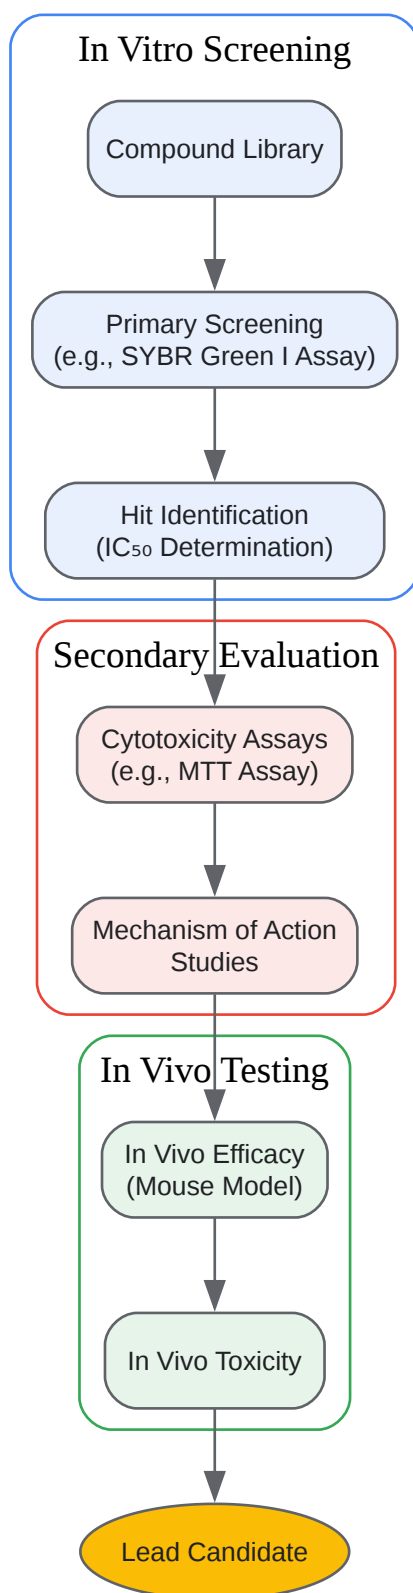 In Vitro Screening
Compound Library
Primary Screening
(e.g., SYBR Green I Assay)
Hit Identification
(IC₅₀ Determination)
Secondary Evaluation
Cytotoxicity Assays
(e.g., MTT Assay)
Mechanism of Action
Studies
In Vivo Testing
In Vivo Efficacy
(Mouse Model)
In Vivo Toxicity
Lead Candidate